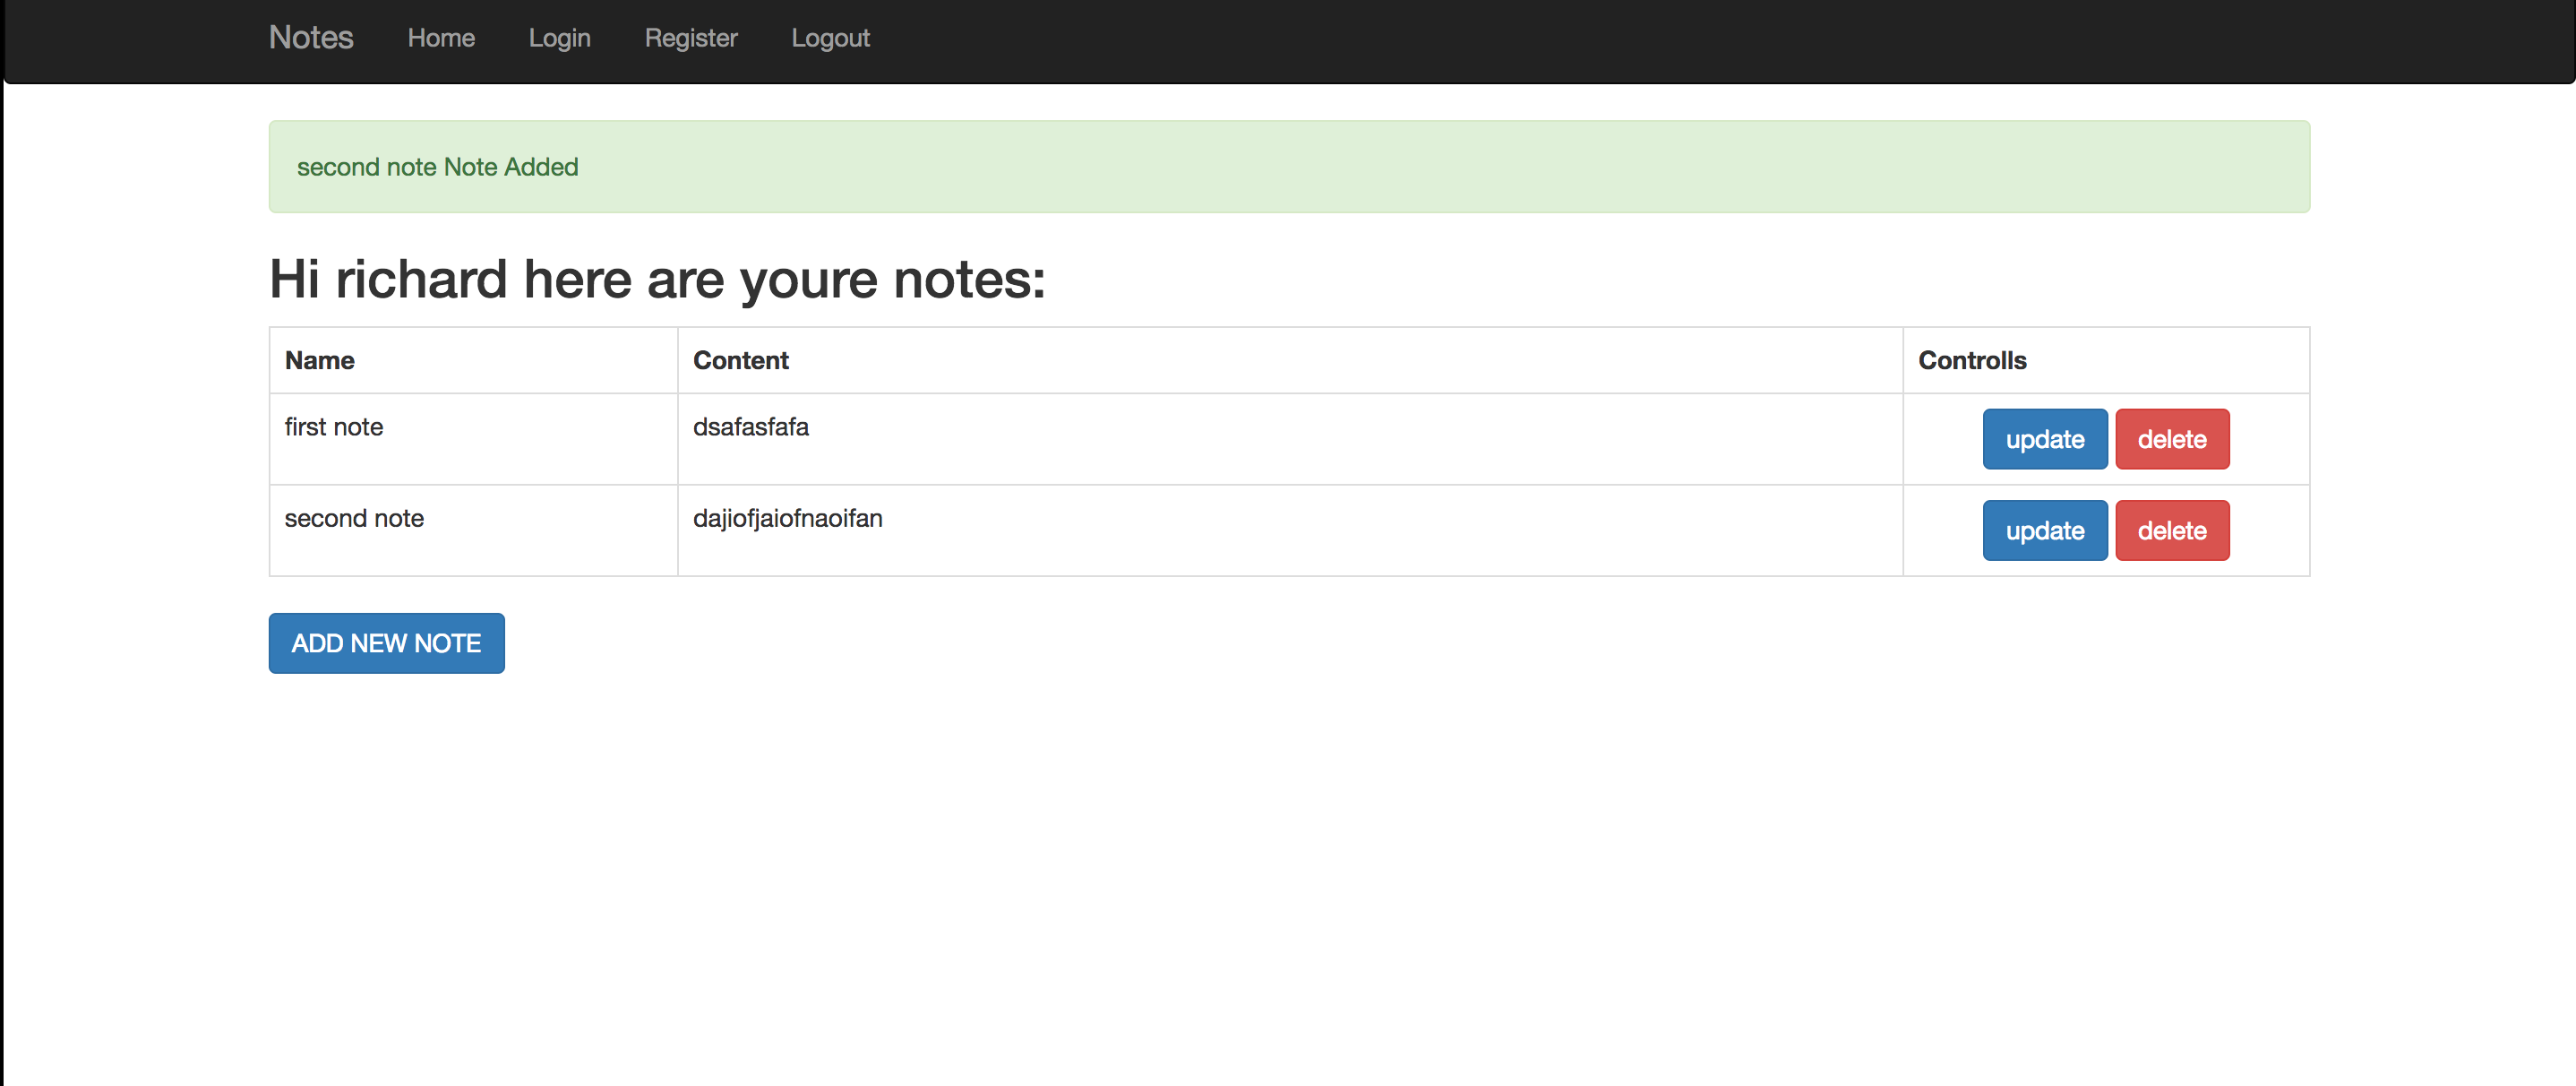 Notes Home Login Register Logout
second note Note Added
Hi richard here are youre notes:
Name Content Controlls
first note dsafasfafa update delete
second note dajiofjaiofnaoifan update delete
ADD NEW NOTE